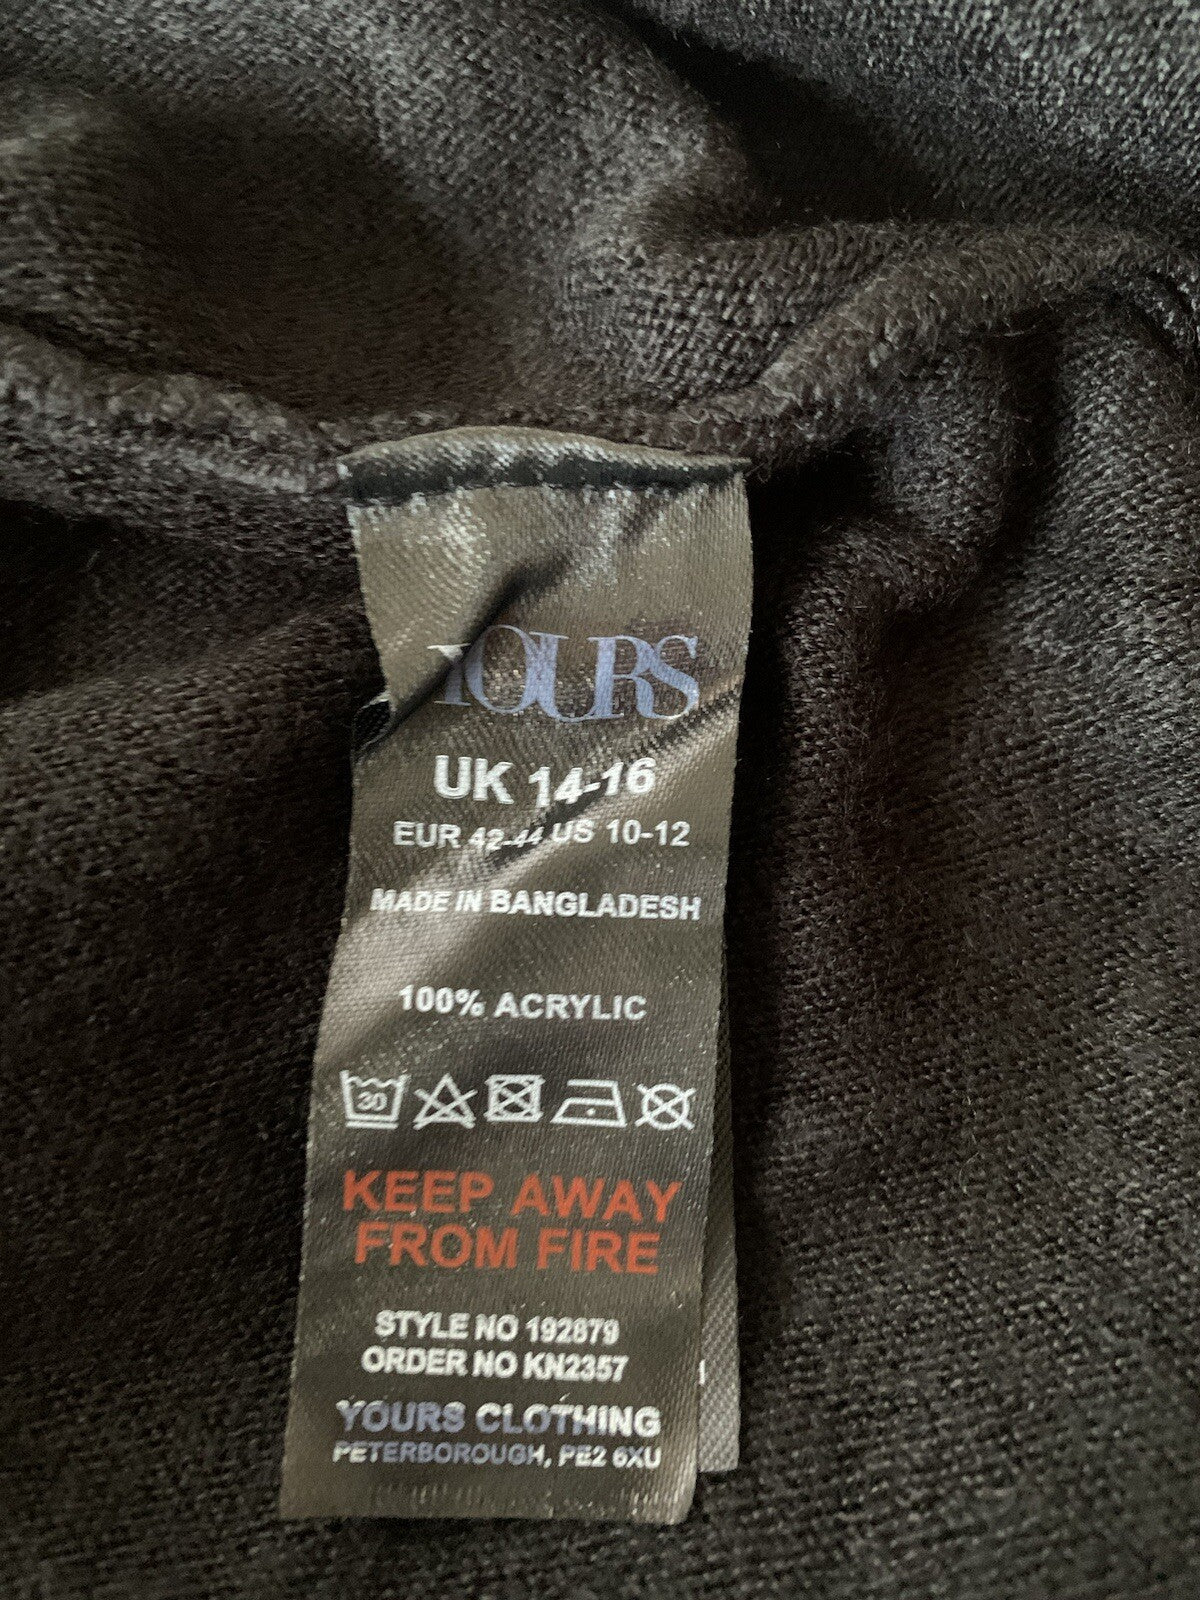 YOURS
UK 14-16
EUR 42-44 US 10-12
MADE IN BANGLADESH
100% ACRYLIC
30
KEEP AWAY
FROM FIRE
STYLE NO 192879
ORDER NO KN2357
YOURS CLOTHING
PETERBOROUGH, PE2 6XU